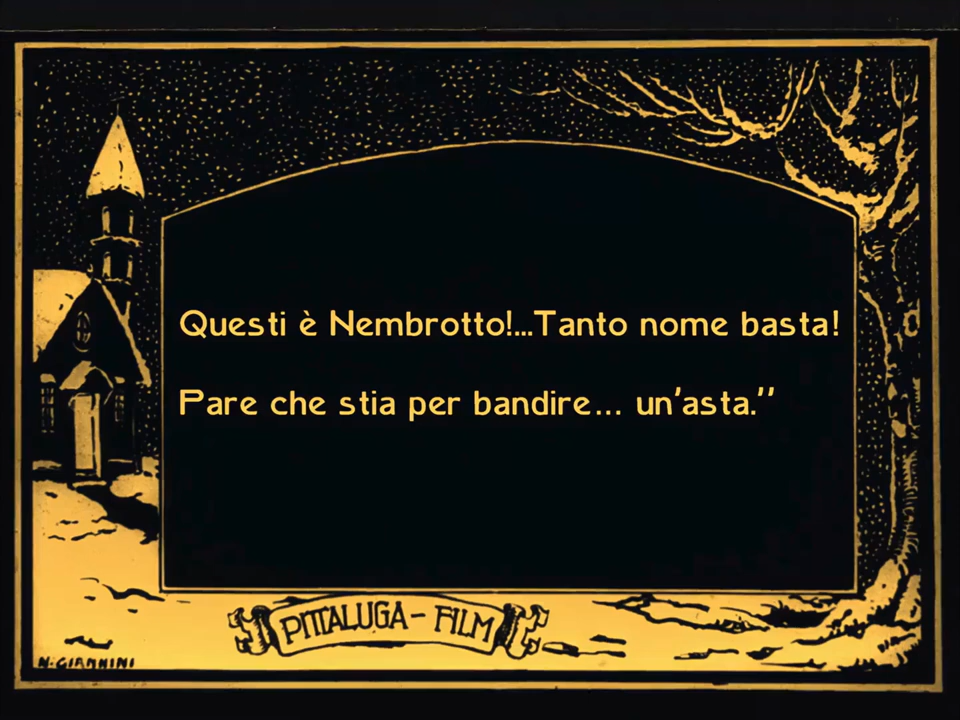 Questi è Nembrotto!...Tanto nome basta!
Pare che stia per bandire... un'asta."
PITTALUGA - FILM
N. GIANNINI